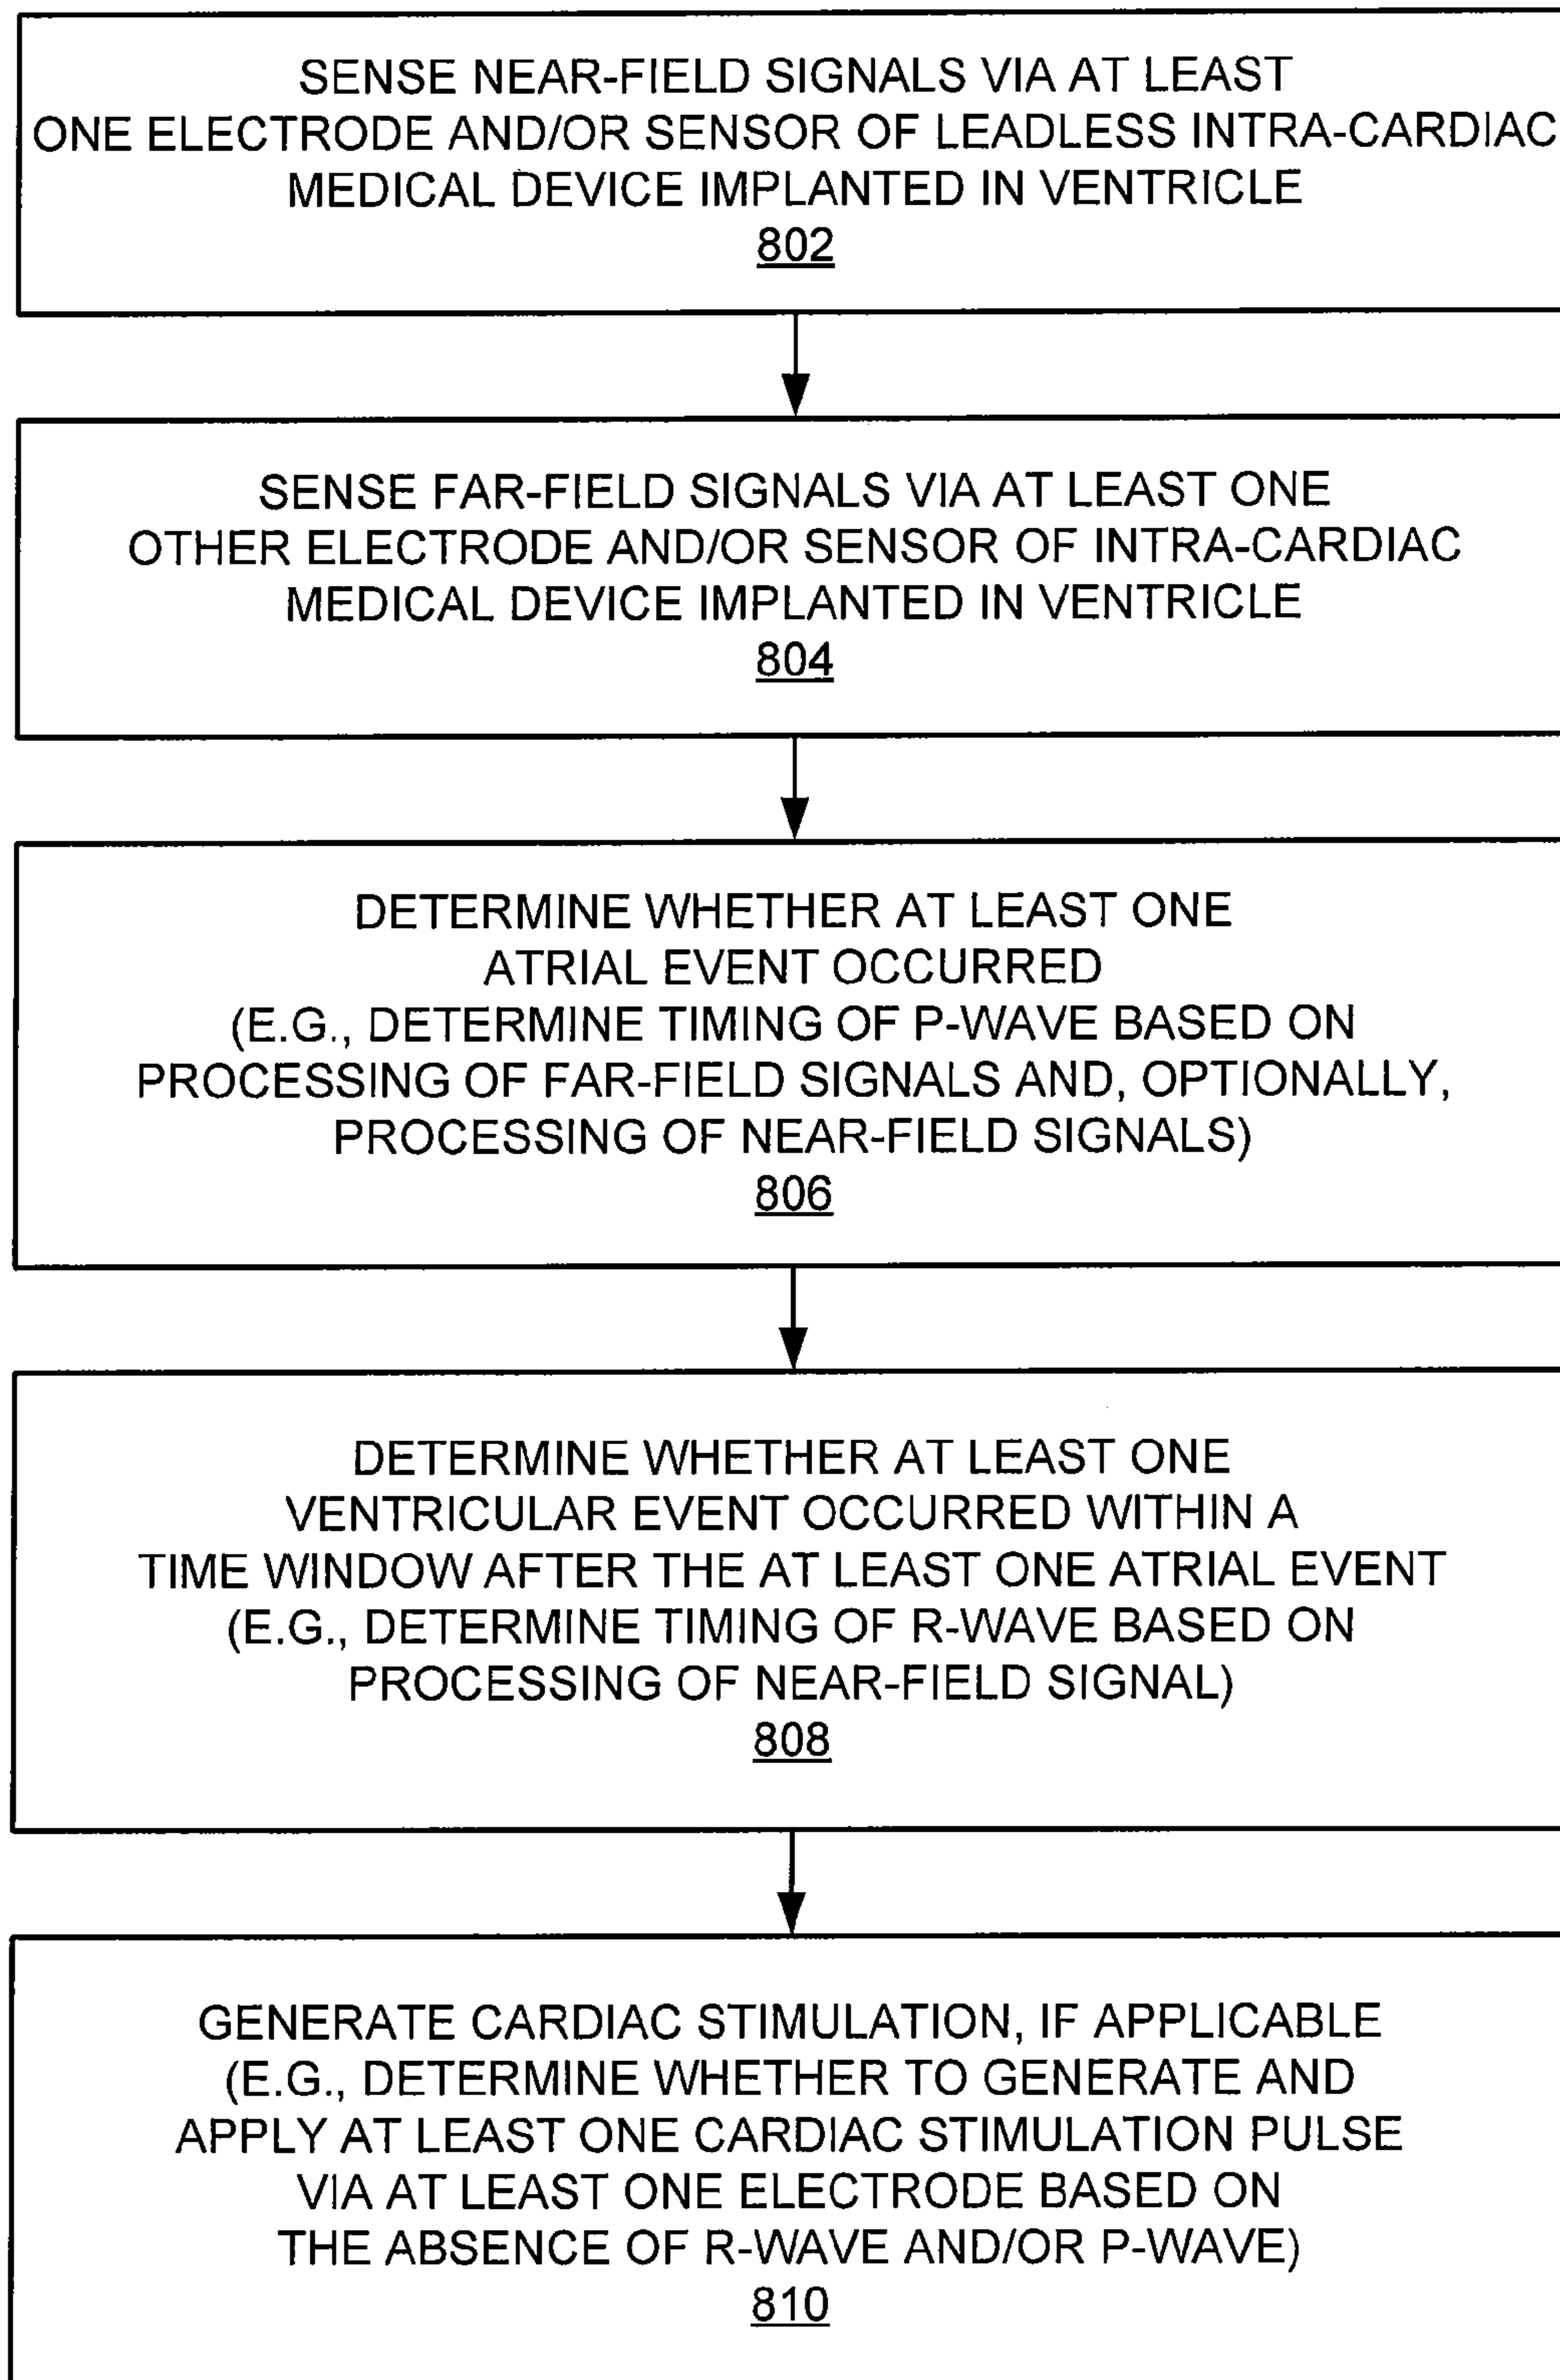 SENSE NEAR-FIELD SIGNALS VIA AT LEAST
ONE ELECTRODE AND/OR SENSOR OF LEADLESS INTRA-CARDIAC
MEDICAL DEVICE IMPLANTED IN VENTRICLE
802
SENSE FAR-FIELD SIGNALS VIA AT LEAST ONE
OTHER ELECTRODE AND/OR SENSOR OF INTRA-CARDIAC
MEDICAL DEVICE IMPLANTED IN VENTRICLE
804
DETERMINE WHETHER AT LEAST ONE
ATRIAL EVENT OCCURRED
(E.G., DETERMINE TIMING OF P-WAVE BASED ON
PROCESSING OF FAR-FIELD SIGNALS AND, OPTIONALLY,
PROCESSING OF NEAR-FIELD SIGNALS)
806
DETERMINE WHETHER AT LEAST ONE
VENTRICULAR EVENT OCCURRED WITHIN A
TIME WINDOW AFTER THE AT LEAST ONE ATRIAL EVENT
(E.G., DETERMINE TIMING OF R-WAVE BASED ON
PROCESSING OF NEAR-FIELD SIGNAL)
808
GENERATE CARDIAC STIMULATION, IF APPLICABLE
(E.G., DETERMINE WHETHER TO GENERATE AND
APPLY AT LEAST ONE CARDIAC STIMULATION PULSE
VIA AT LEAST ONE ELECTRODE BASED ON
THE ABSENCE OF R-WAVE AND/OR P-WAVE)
810